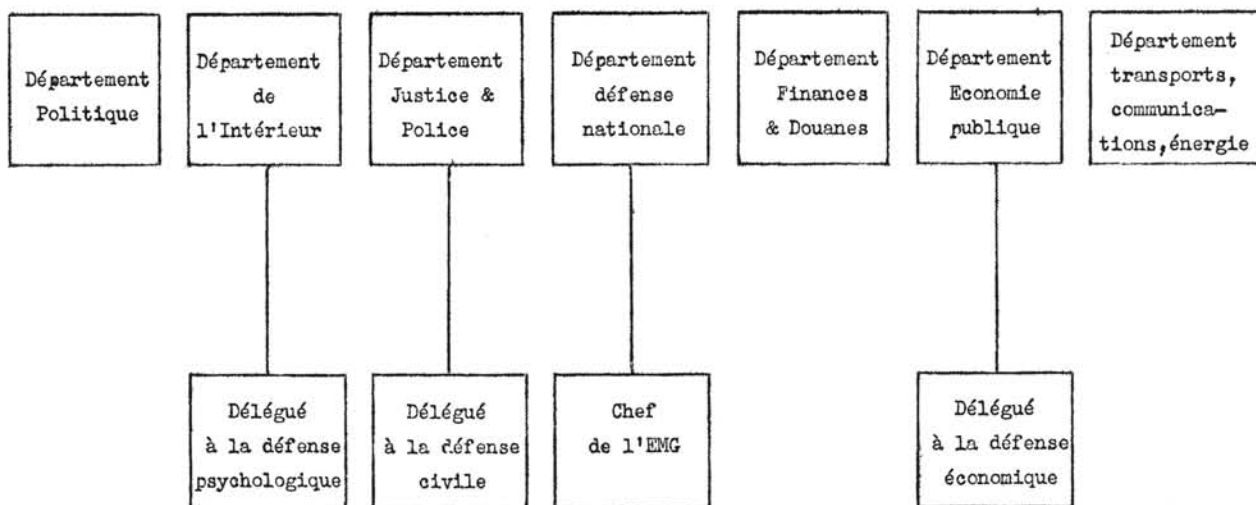 Département
Politique
Département
de
l'Intérieur
Département
Justice &
Police
Département
défense
nationale
Département
Finances
& Douanes
Département
Economie
publique
Département
transports,
communica-
tions,énergie
Délégué
à la défense
psychologique
Délégué
à la défense
civile
Chef
de l'EMG
Délégué
à la défense
économique